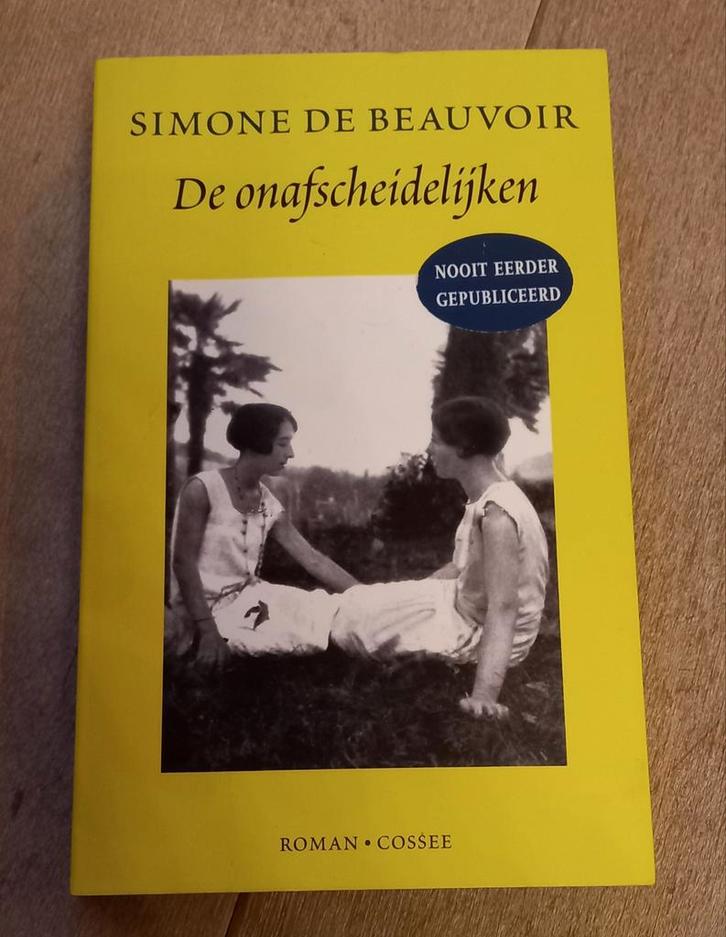 SIMONE DE BEAUVOIR
De onafscheidelijken
NOOIT EERDER
GEPUBLICEERD
ROMAN • COSSEE